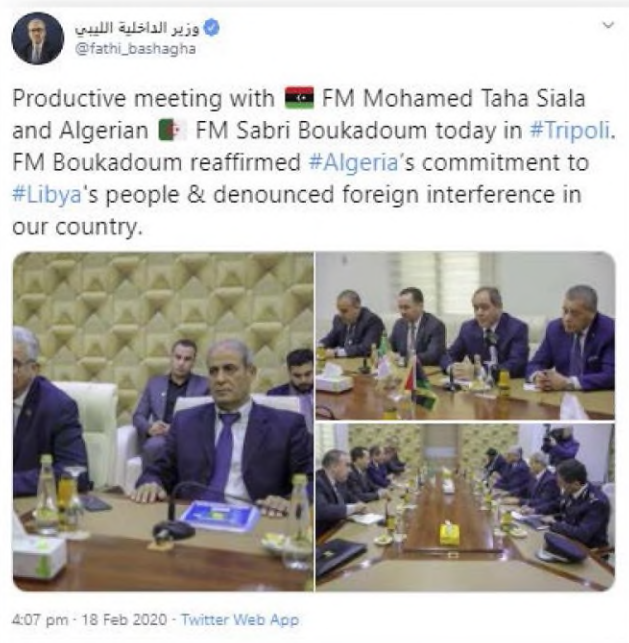 وزير الداخلية الليبي
@fathi_bashagha
Productive meeting with 🇱🇾 FM Mohamed Taha Siala
and Algerian 🇩🇿 FM Sabri Boukadoum today in #Tripoli.
FM Boukadoum reaffirmed #Algeria's commitment to
#Libya's people & denounced foreign interference in
our country.
4:07 pm · 18 Feb 2020 · Twitter Web App